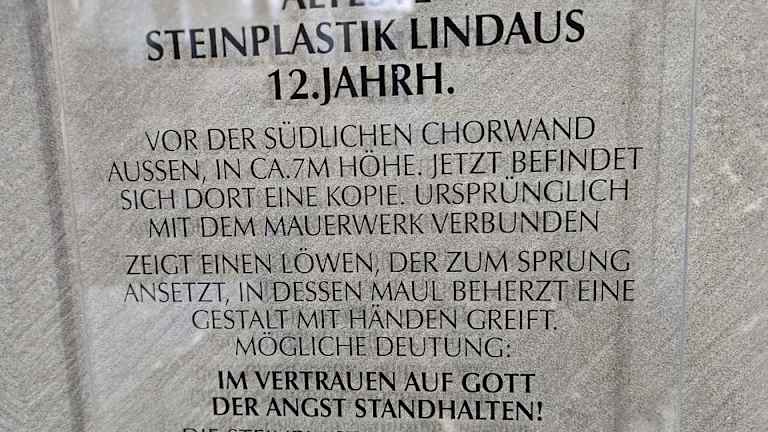 ÄLTESTE
STEINPLASTIK LINDAUS
12.JAHRH.
VOR DER SÜDLICHEN CHORWAND
AUSSEN, IN CA.7M HÖHE. JETZT BEFINDET
SICH DORT EINE KOPIE. URSPRÜNGLICH
MIT DEM MAUERWERK VERBUNDEN
ZEIGT EINEN LÖWEN, DER ZUM SPRUNG
ANSETZT, IN DESSEN MAUL BEHERZT EINE
GESTALT MIT HÄNDEN GREIFT.
MÖGLICHE DEUTUNG:
IM VERTRAUEN AUF GOTT
DER ANGST STANDHALTEN!